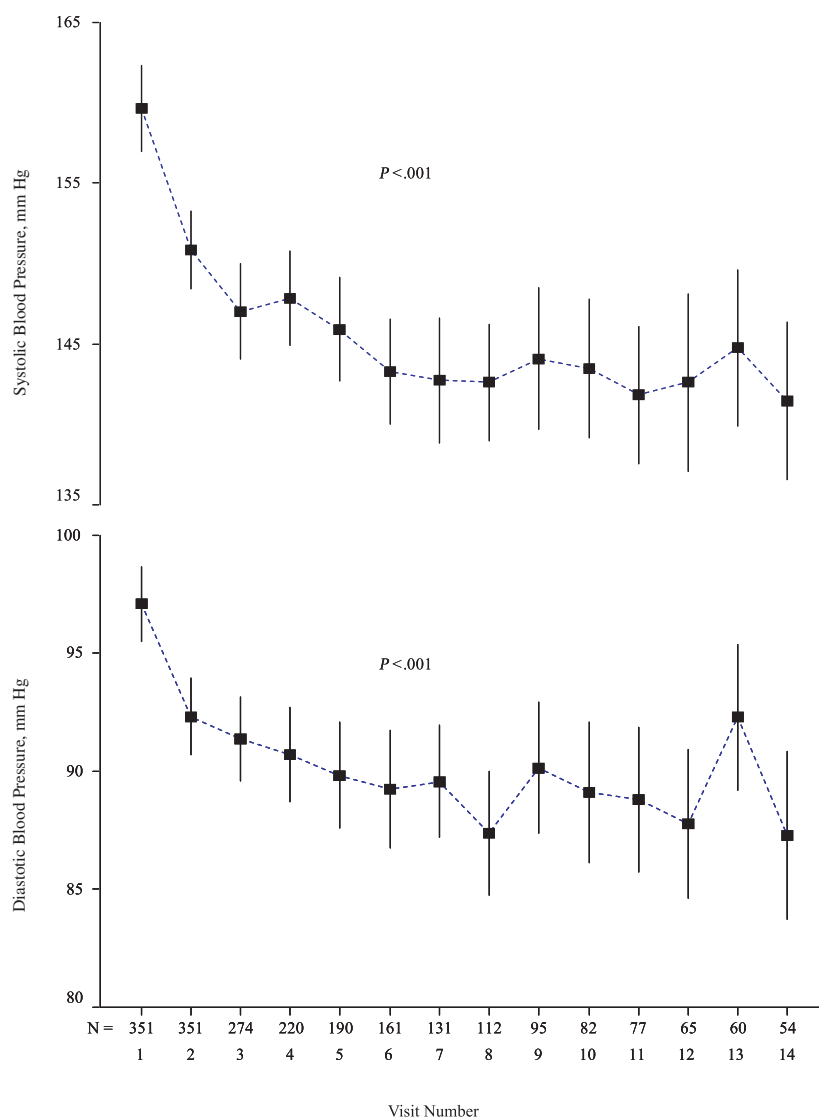 165
155
145
135
Systolic Blood Pressure, mm Hg
P<.001
100
95
90
85
80
Diastotic Blood Pressure, mm Hg
P<.001
N = 351 351 274 220 190 161 131 112 95 82 77 65 60 54
1 2 3 4 5 6 7 8 9 10 11 12 13 14
Visit Number